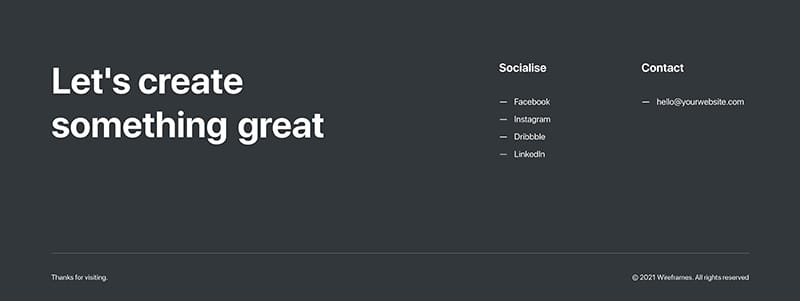 Let's create
something great
Socialise
— Facebook
— Instagram
— Dribbble
— LinkedIn
Contact
— hello@yourwebsite.com
Thanks for visiting.
© 2021 Wireframes. All rights reserved